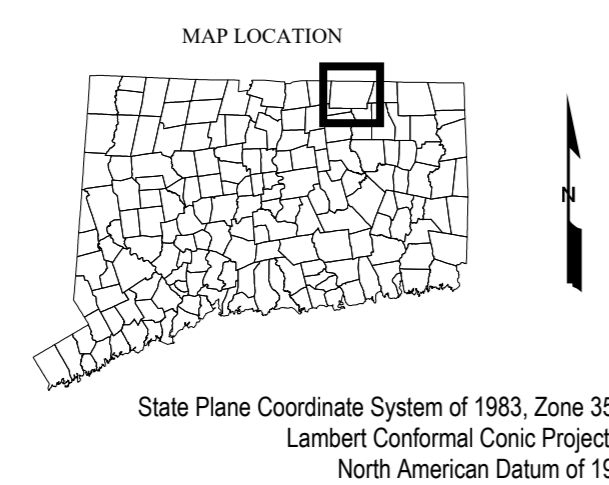 MAP LOCATION
N
State Plane Coordinate System of 1983, Zone 35
Lambert Conformal Conic Project
North American Datum of 19